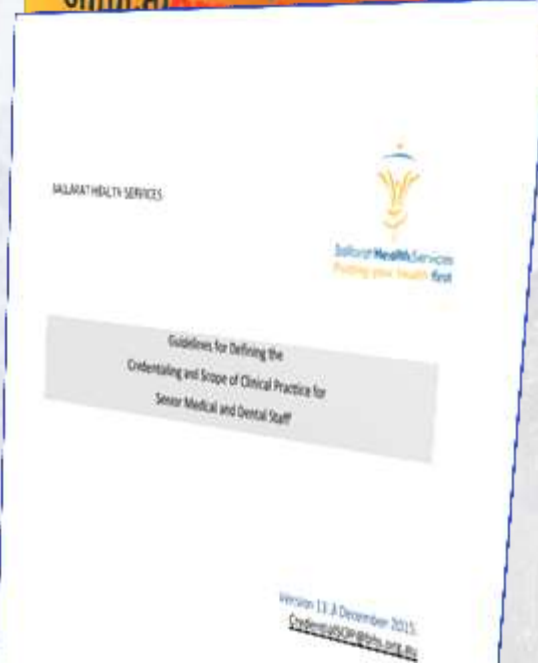 BALLARAT HEALTH SERVICES
Ballarat Health Services
Putting your health first
Guidelines for Defining the
Credentialing and Scope of Clinical Practice for
Senior Medical and Dental Staff
December 2015